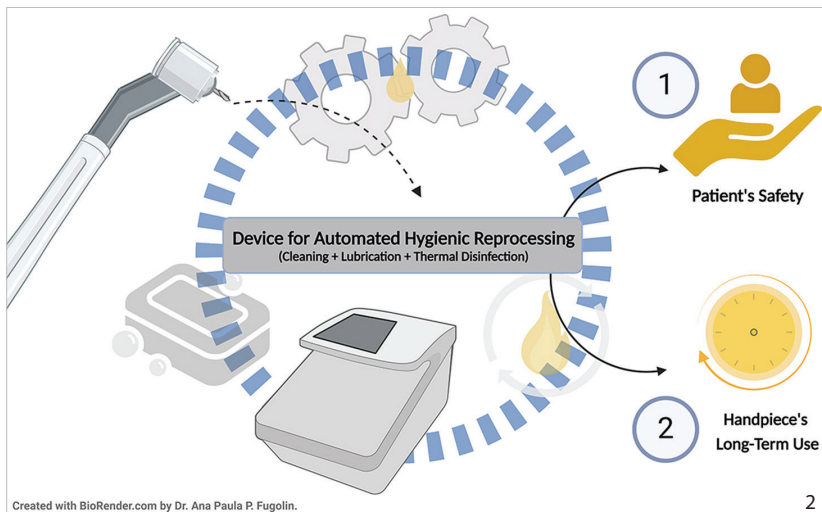 1
Patient's Safety
Device for Automated Hygienic Reprocessing
(Cleaning + Lubrication + Thermal Disinfection)
2
Handpiece's
Long-Term Use
Created with BioRender.com by Dr. Ana Paula P. Fugolin.
2